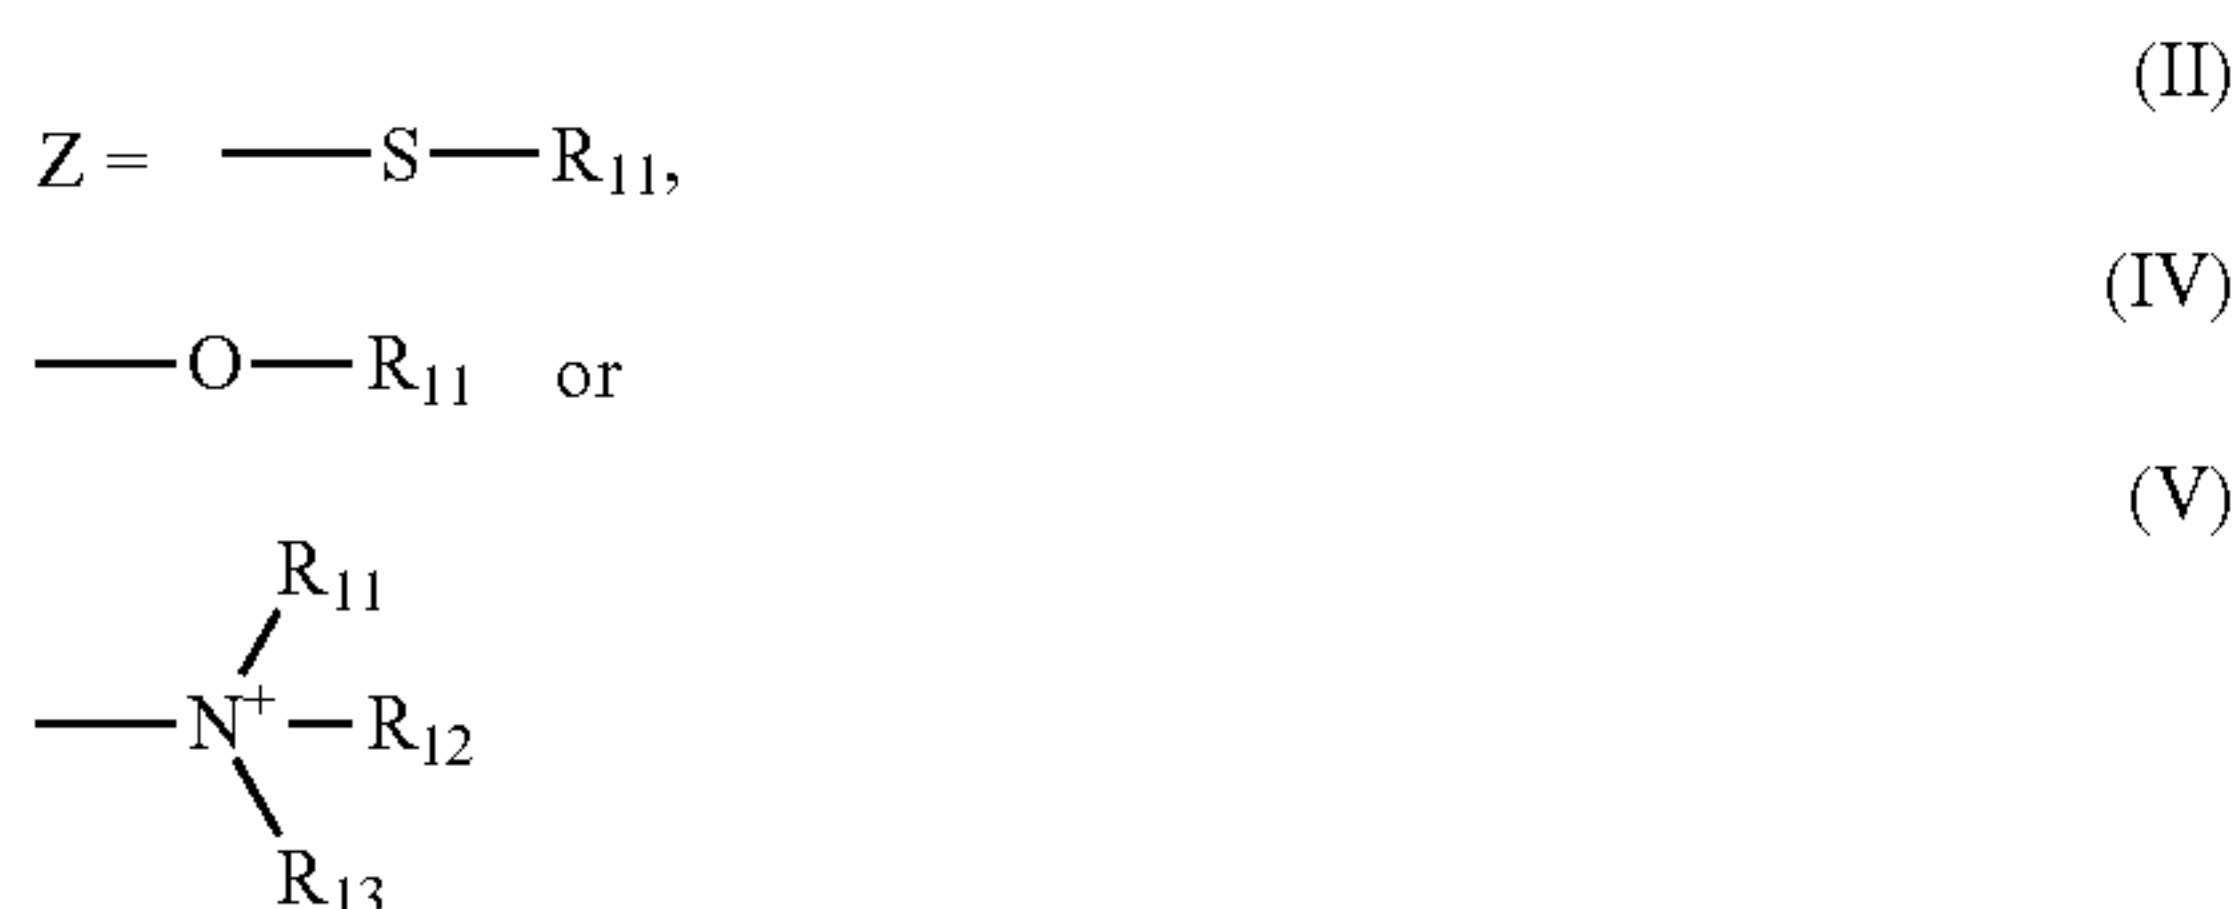 (II)
Z = —S—R11,
(IV)
—O—R11 or
(V)
R11
—N+—R12
R13